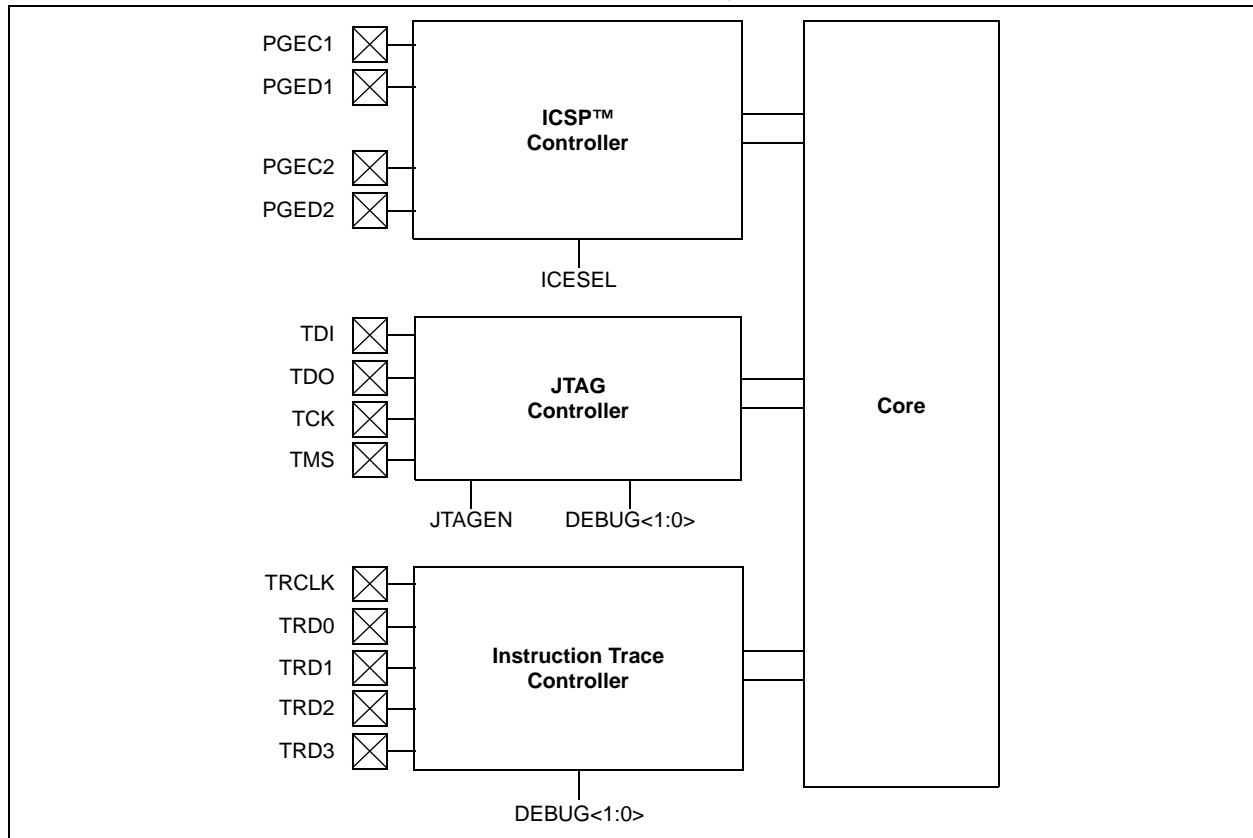 PGEC1
PGED1
PGEC2
PGED2
ICSP™
Controller
ICESEL
TDI
TDO
TCK
TMS
JTAG
Controller
JTAGEN
DEBUG<1:0>
Core
TRCLK
TRD0
TRD1
TRD2
TRD3
Instruction Trace
Controller
DEBUG<1:0>